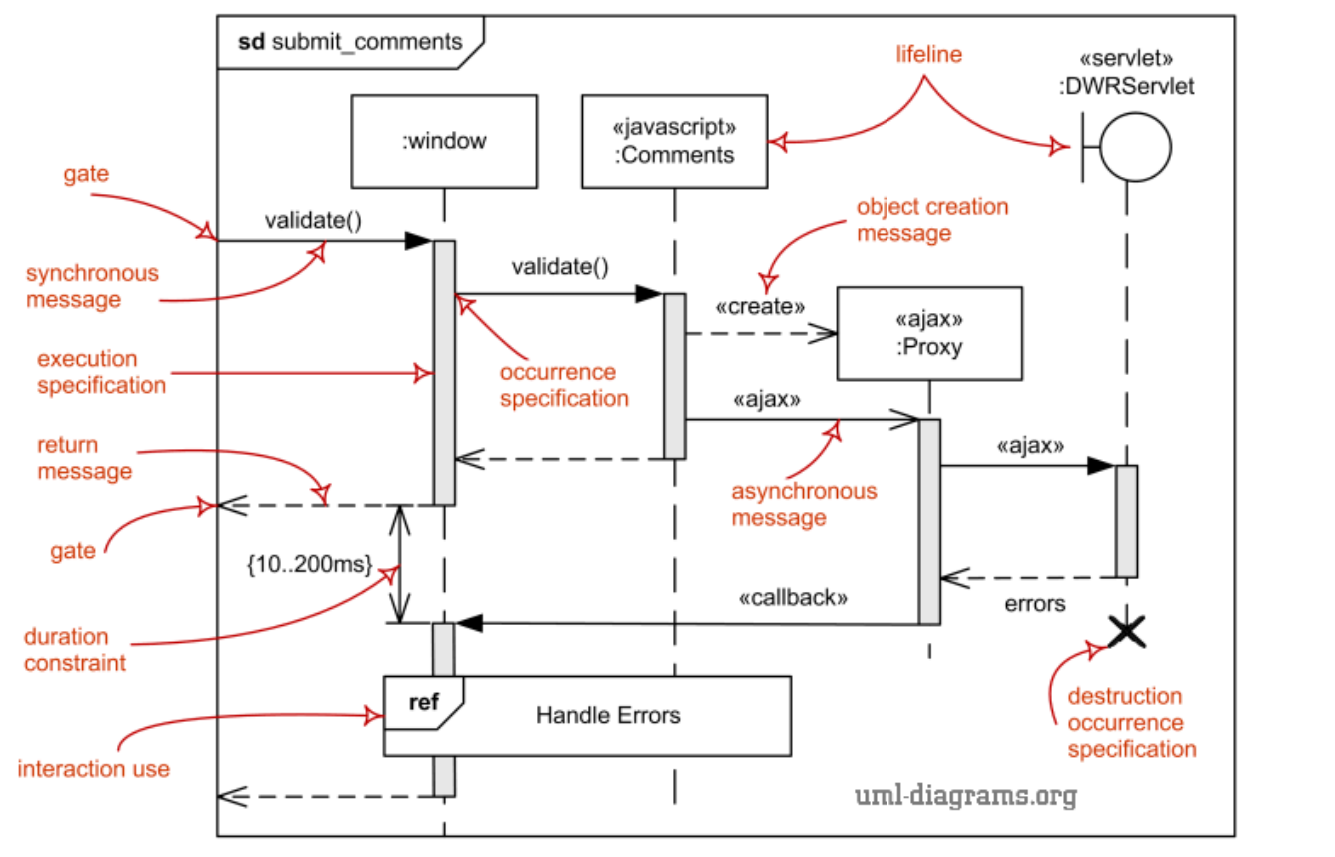 sd submit_comments
lifeline
«servlet»
:DWRServlet
:window
«javascript»
:Comments
gate
validate()
object creation
message
synchronous
message
validate()
«create»
«ajax»
:Proxy
execution
specification
occurrence
specification
«ajax»
return
message
«ajax»
asynchronous
message
gate
{10..200ms}
«callback»
errors
duration
constraint
ref
Handle Errors
destruction
occurrence
specification
interaction use
uml-diagrams.org